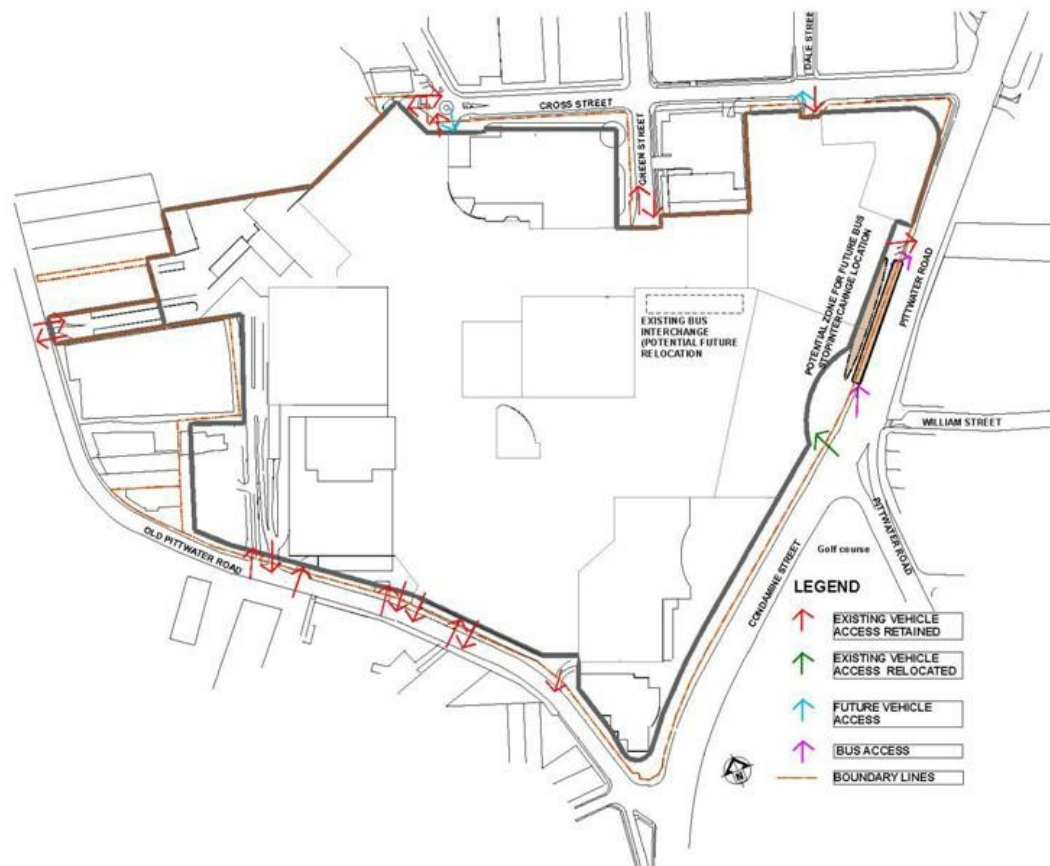 DALE STREET
CROSS STREET
GREEN STREET
POTENTIAL ZONE FOR FUTURE BUS
STOP/INTERCAHNGE LOCATION
PITTWATER ROAD
EXISTING BUS
INTERCHANGE
(POTENTIAL FUTURE
RELOCATION
WILLIAM STREET
PITTWATER ROAD
OLD PITTWATER ROAD
CONDAMINE STREET
Golf course
LEGEND
EXISTING VEHICLE
ACCESS RETAINED
EXISTING VEHICLE
ACCESS RELOCATED
FUTURE VEHICLE
ACCESS
BUS ACCESS
BOUNDARY LINES
N